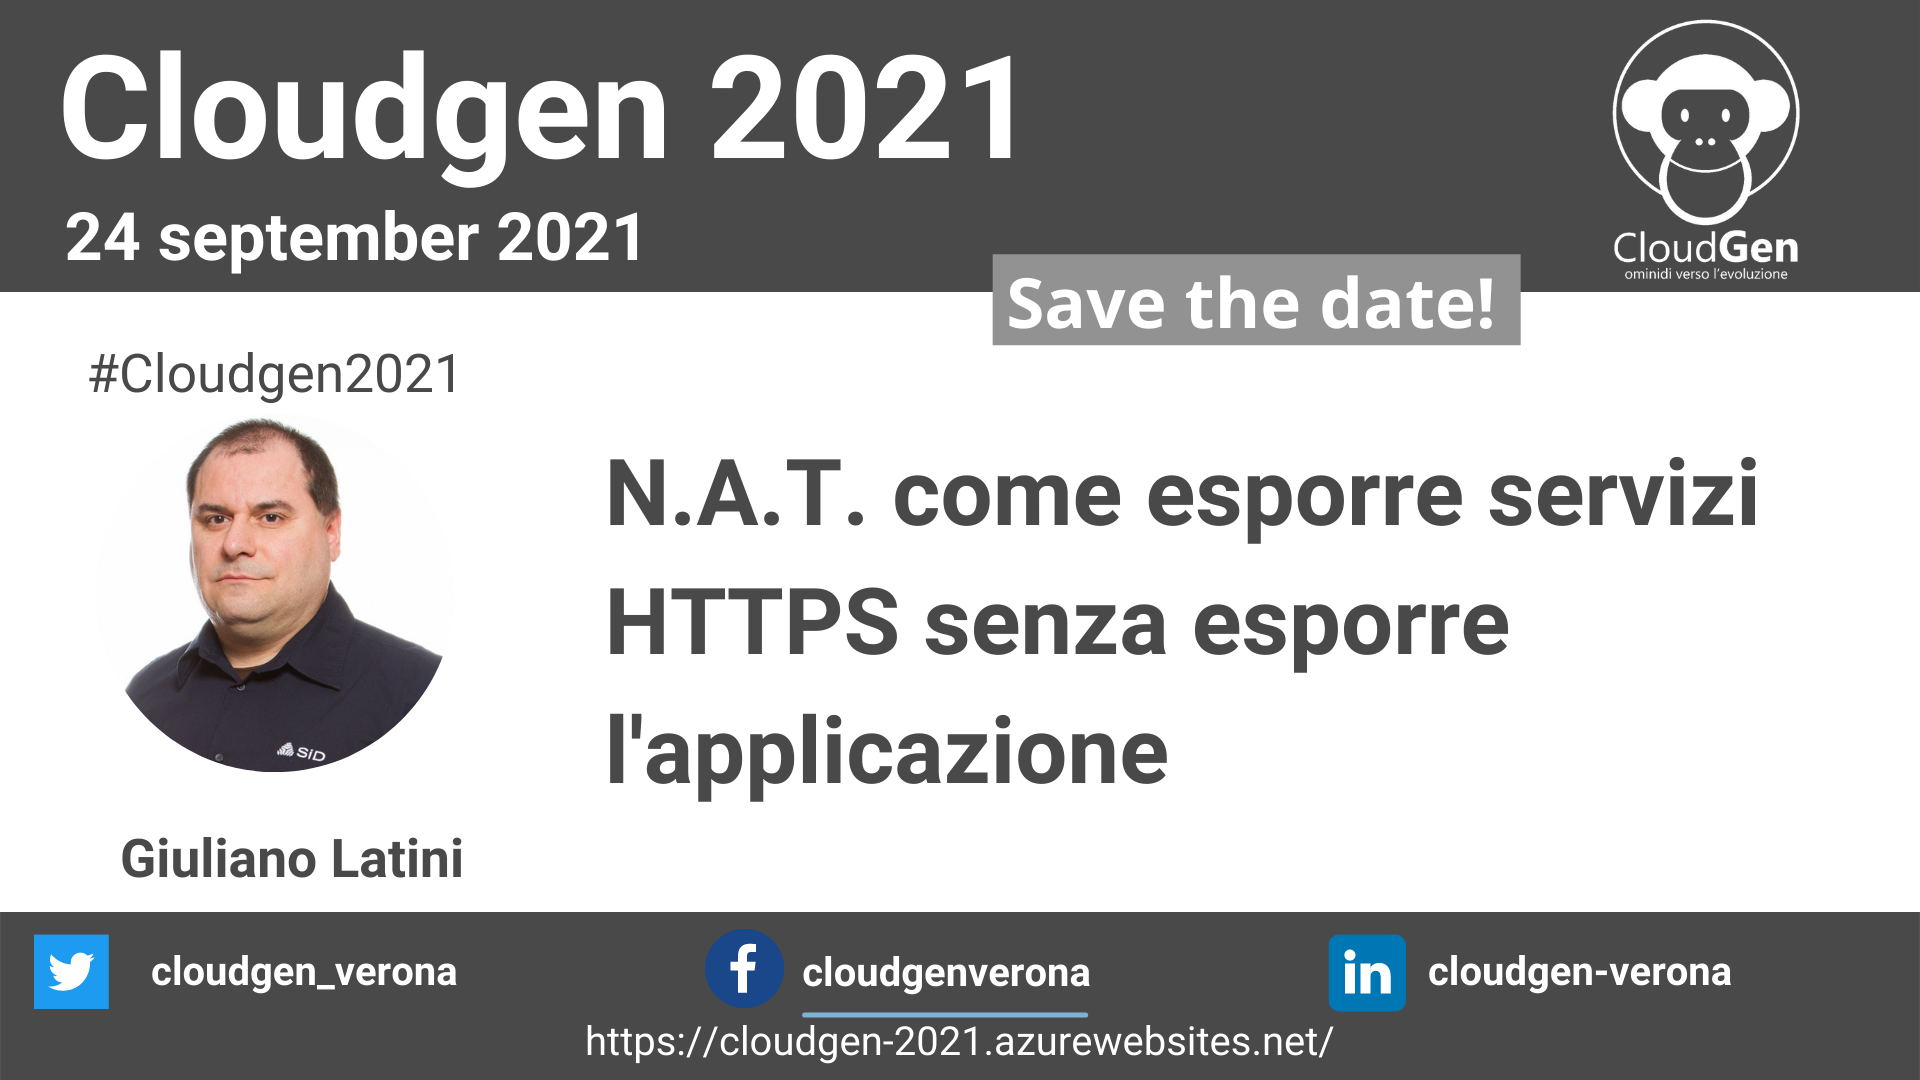 Cloudgen 2021
24 september 2021
CloudGen
ominidi verso l'evoluzione
Save the date!
#Cloudgen2021
N.A.T. come esporre servizi
HTTPS senza esporre
l'applicazione
SiD
Giuliano Latini
cloudgen_verona
cloudgenverona
cloudgen-verona
https://cloudgen-2021.azurewebsites.net/